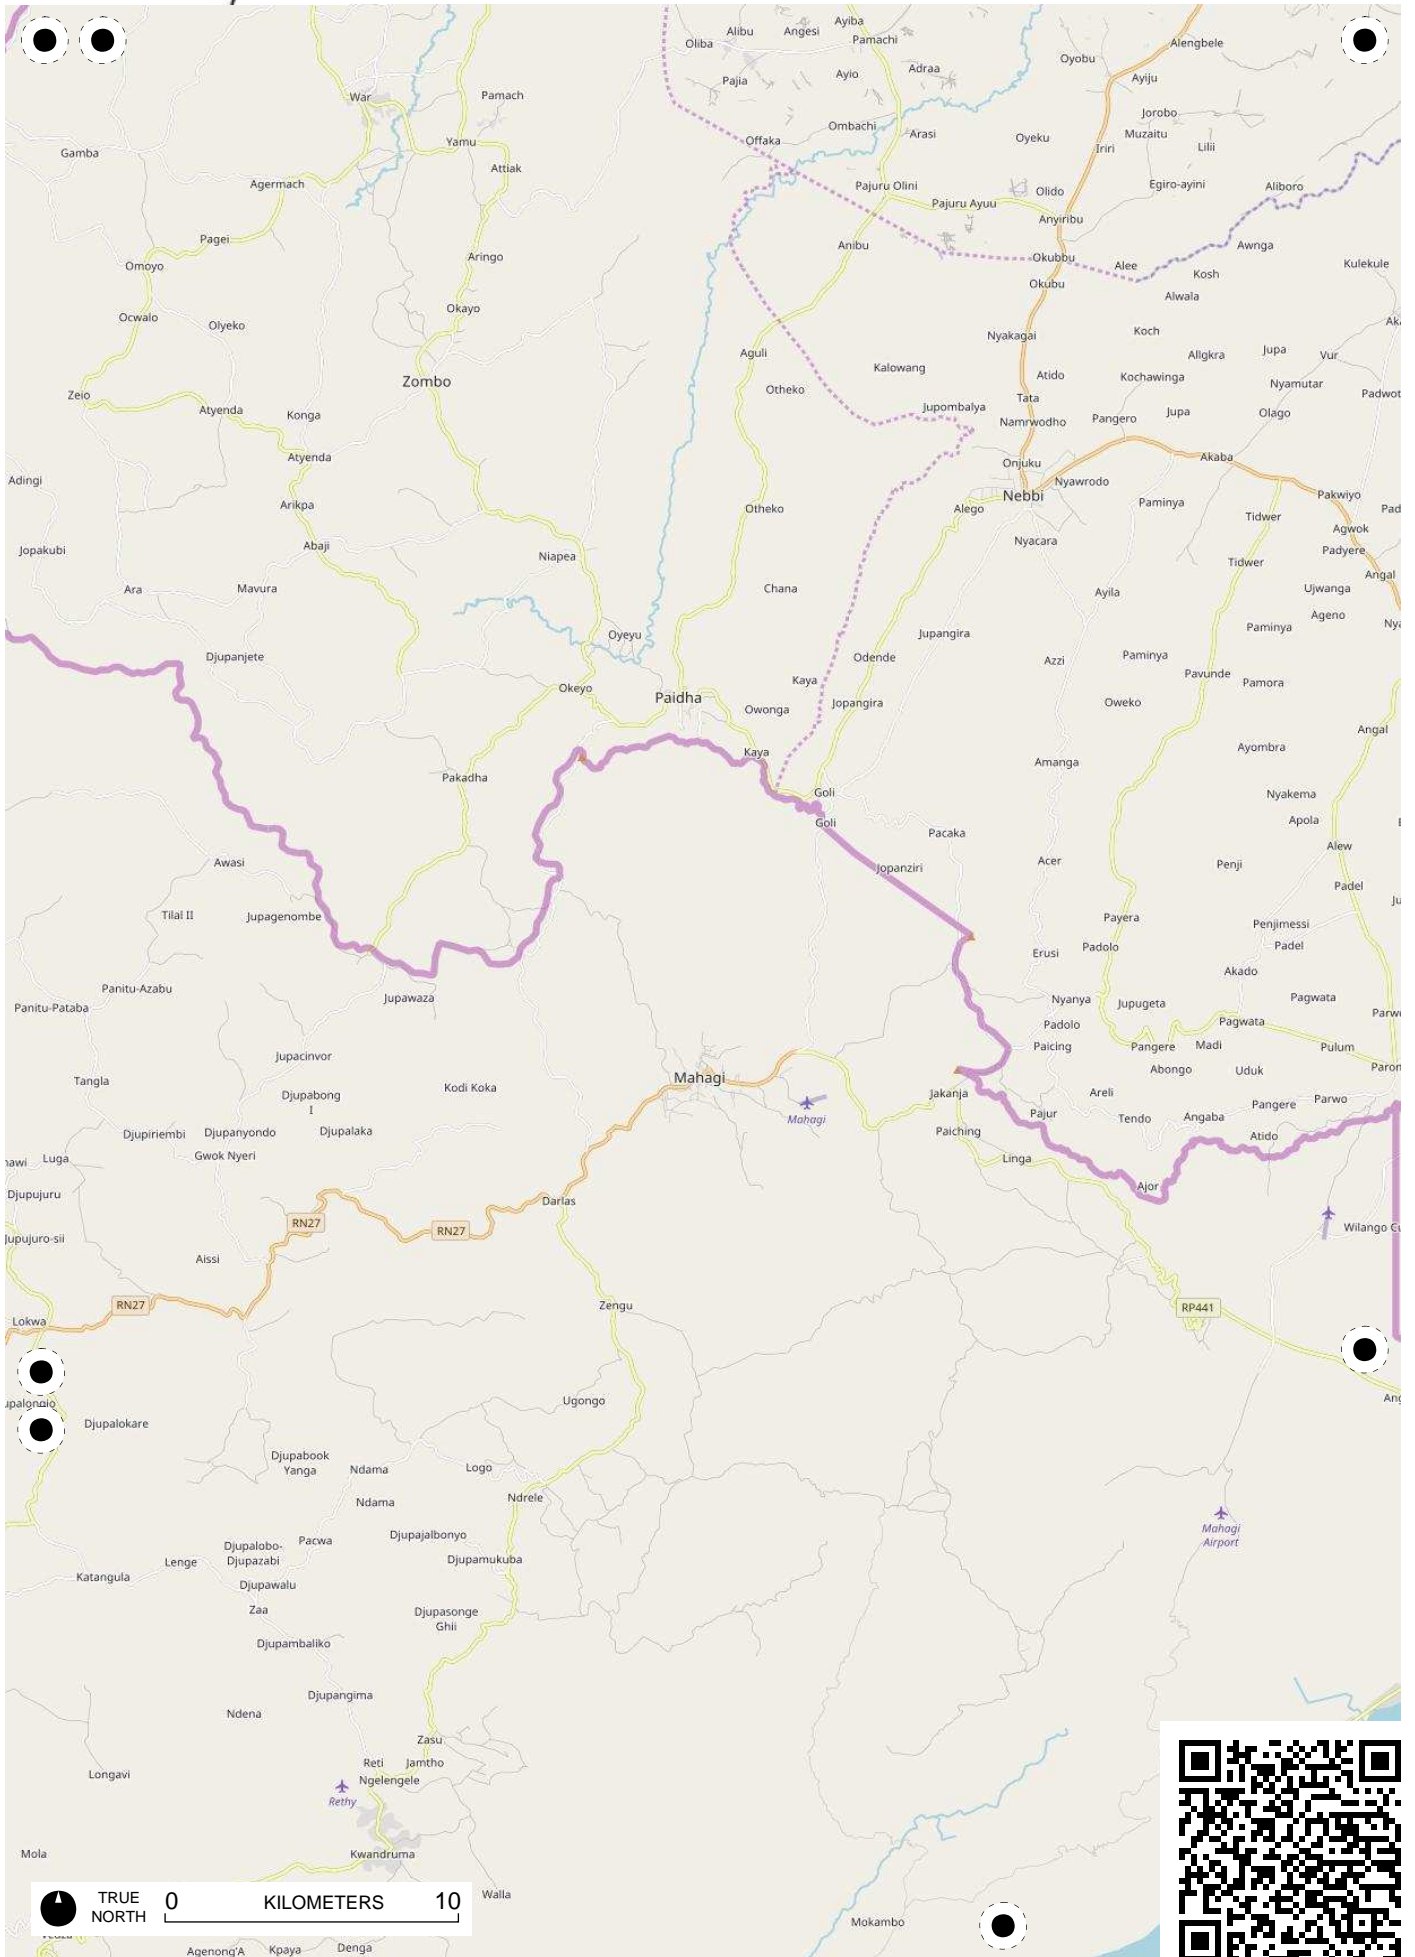 Ayiba
Alibu
Angesi
Oliba
Pamachi
Alengbele
Oyobu
Adraa
Ayio
Ayiju
Pajia
War
Pamach
Jorobo
Ombachi
Arasi
Muzaitu
Oyeku
Offaka
Yamu
Iriri
Lilii
Gamba
Attiak
Agermach
Pajuru Olini
Olido
Egiro-ayini
Aliboro
Pajuru Ayuu
Anyiribu
Pagei
Anibu
Awnga
Aringo
Okubbu
Omoyo
Alee
Kulekule
Kosh
Okubu
Alwala
Okayo
Ocwalo
Olyeko
Koch
Nyakagai
Aguli
Allgkra
Jupa
Vur
Kalowang
Atido
Kochawinga
Zombo
Otheko
Nyamutar
Zeio
Tata
Padwot
Jupombalya
Atyenda
Konga
Namrwodho
Pangero
Jupa
Olago
Atyenda
Onjuku
Akaba
Adingi
Nyawrodo
Nebbi
Pakwiyo
Arikpa
Otheko
Alego
Paminya
Tidwer
Agwok
Nyacara
Jopakubi
Abaji
Niapea
Padyere
Tidwer
Angal
Ara
Mavura
Chana
Ayila
Ujwanga
Ageno
Oyeyu
Jupangira
Paminya
Djupanjete
Odende
Azzi
Paminya
Okeyo
Kaya
Pavunde
Pamora
Paidha
Owonga
Jopangira
Oweko
Angal
Kaya
Ayombra
Amanga
Pakadha
Goli
Nyakema
Goli
Pacaka
Apola
Alew
Awasi
Jopanziri
Acer
Penji
Padel
Tilal II
Jupagenombe
Payera
Penjimessi
Padolo
Padel
Erusi
Akado
Panitu-Azabu
Jupawaza
Nyanya
Jupugeta
Pagwata
Panitu-Pataba
Padolo
Pagwata
Paicing
Pangere
Madi
Pulum
Jupacinvor
Abongo
Uduk
Tangla
Mahagi
Kodi Koka
Jakanja
Areli
Djupabong
I
Parwo
Pangere
Mahagi
Pajur
Tendo
Angaba
Djupiriembi
Djupanyondo
Djupalaka
Paiching
Atido
Luga
Gwok Nyeri
Linga
Ajor
Djupujuru
Darlas
RN27
RN27
Jupujuro-sii
Aissi
RN27
Zengu
RP441
Lokwa
Ugongo
Djupalokare
Djupabook
Yanga
Ndama
Logo
Ndama
Ndrele
Mahagi
Airport
Djupajalbonyo
Pacwa
Djupalobo-
Djupazabi
Lenge
Djupamukuba
Katangula
Djupawalu
Zaa
Djupasonge
Ghii
Djupambaliko
Djupangima
Ndena
Zasu
Reti
Jamtho
Longavi
Ngelengele
Rethy
Mola
Kwandruma
Walla
TRUE
NORTH
0 KILOMETERS 10
Mokambo
Agenong'A
Kpaya
Denga